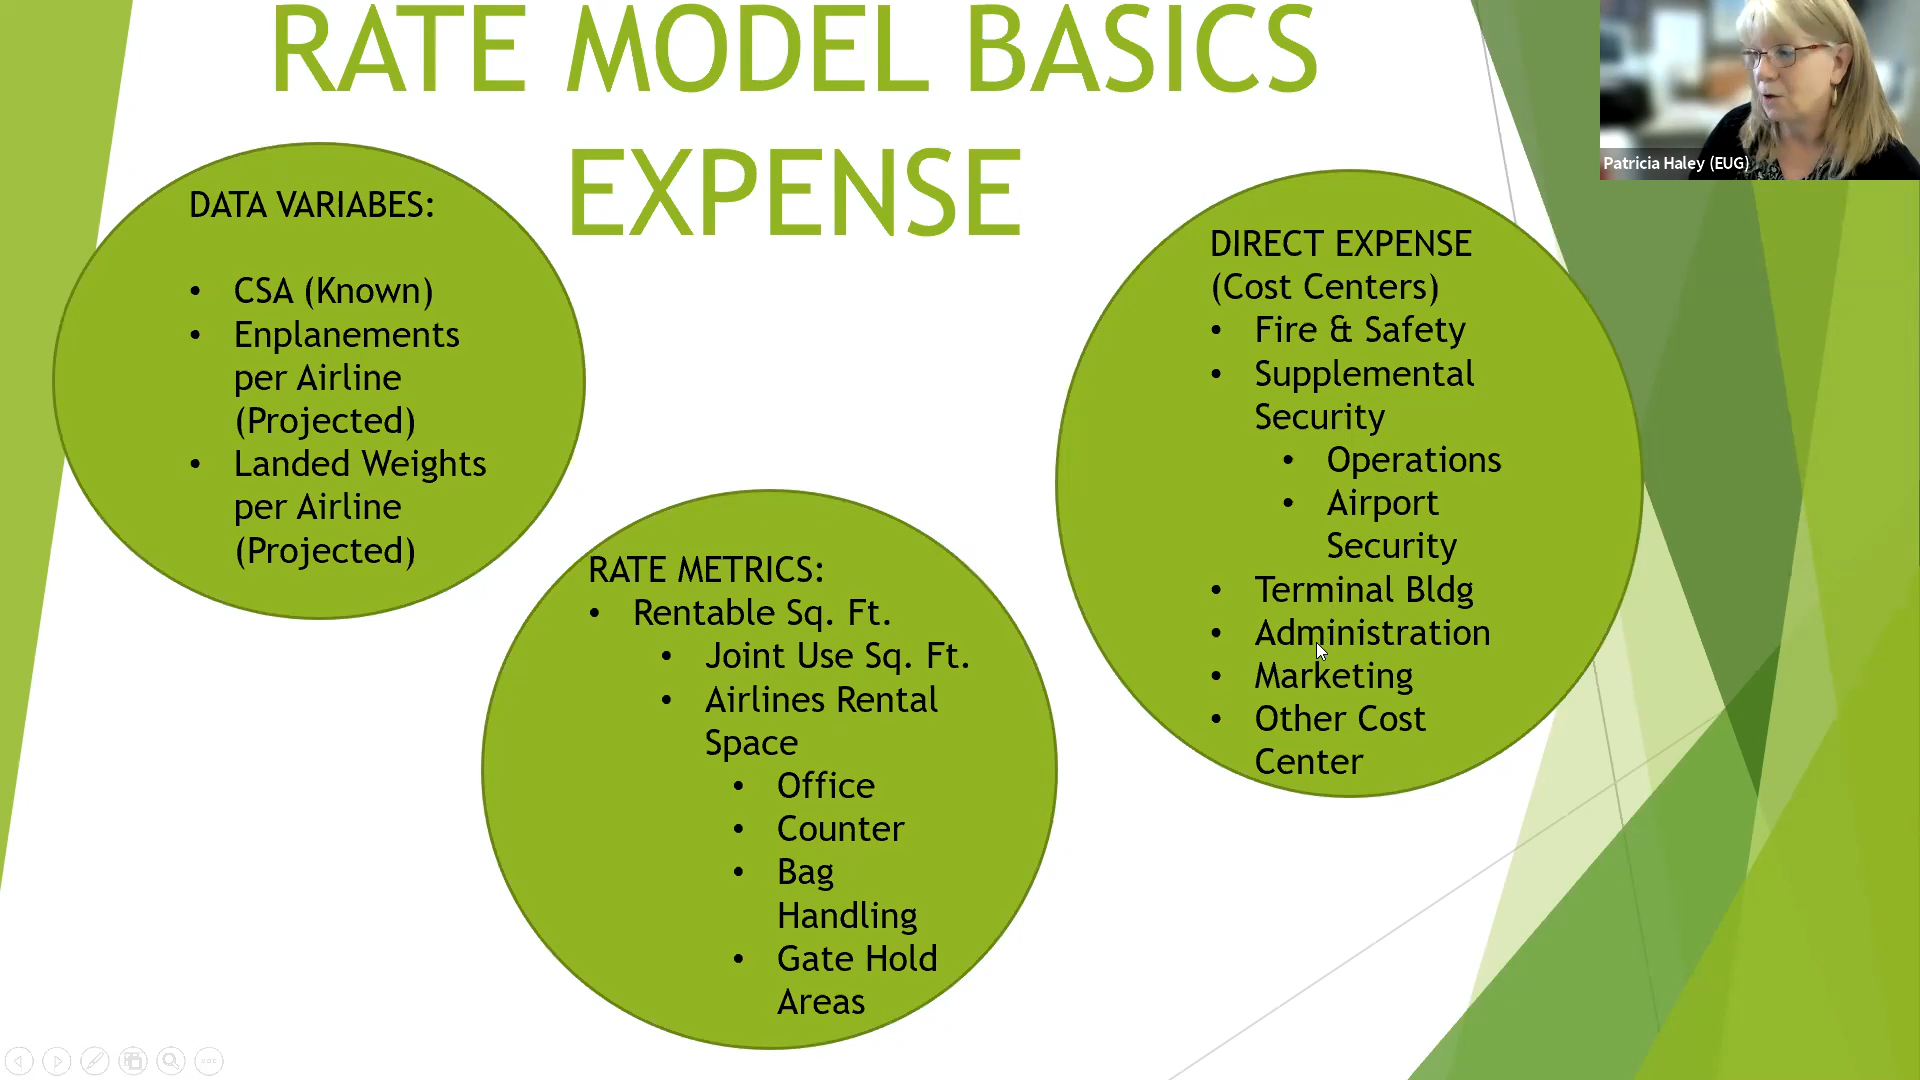 RATE MODEL BASICS
EXPENSE
Patricia Haley (EUG)
DATA VARIABES:
• CSA (Known)
• Enplanements
per Airline
(Projected)
• Landed Weights
per Airline
(Projected)
RATE METRICS:
• Rentable Sq. Ft.
• Joint Use Sq. Ft.
• Airlines Rental
Space
• Office
• Counter
• Bag
Handling
• Gate Hold
Areas
DIRECT EXPENSE
(Cost Centers)
• Fire & Safety
• Supplemental
Security
• Operations
• Airport
Security
• Terminal Bldg
• Administration
• Marketing
• Other Cost
Center